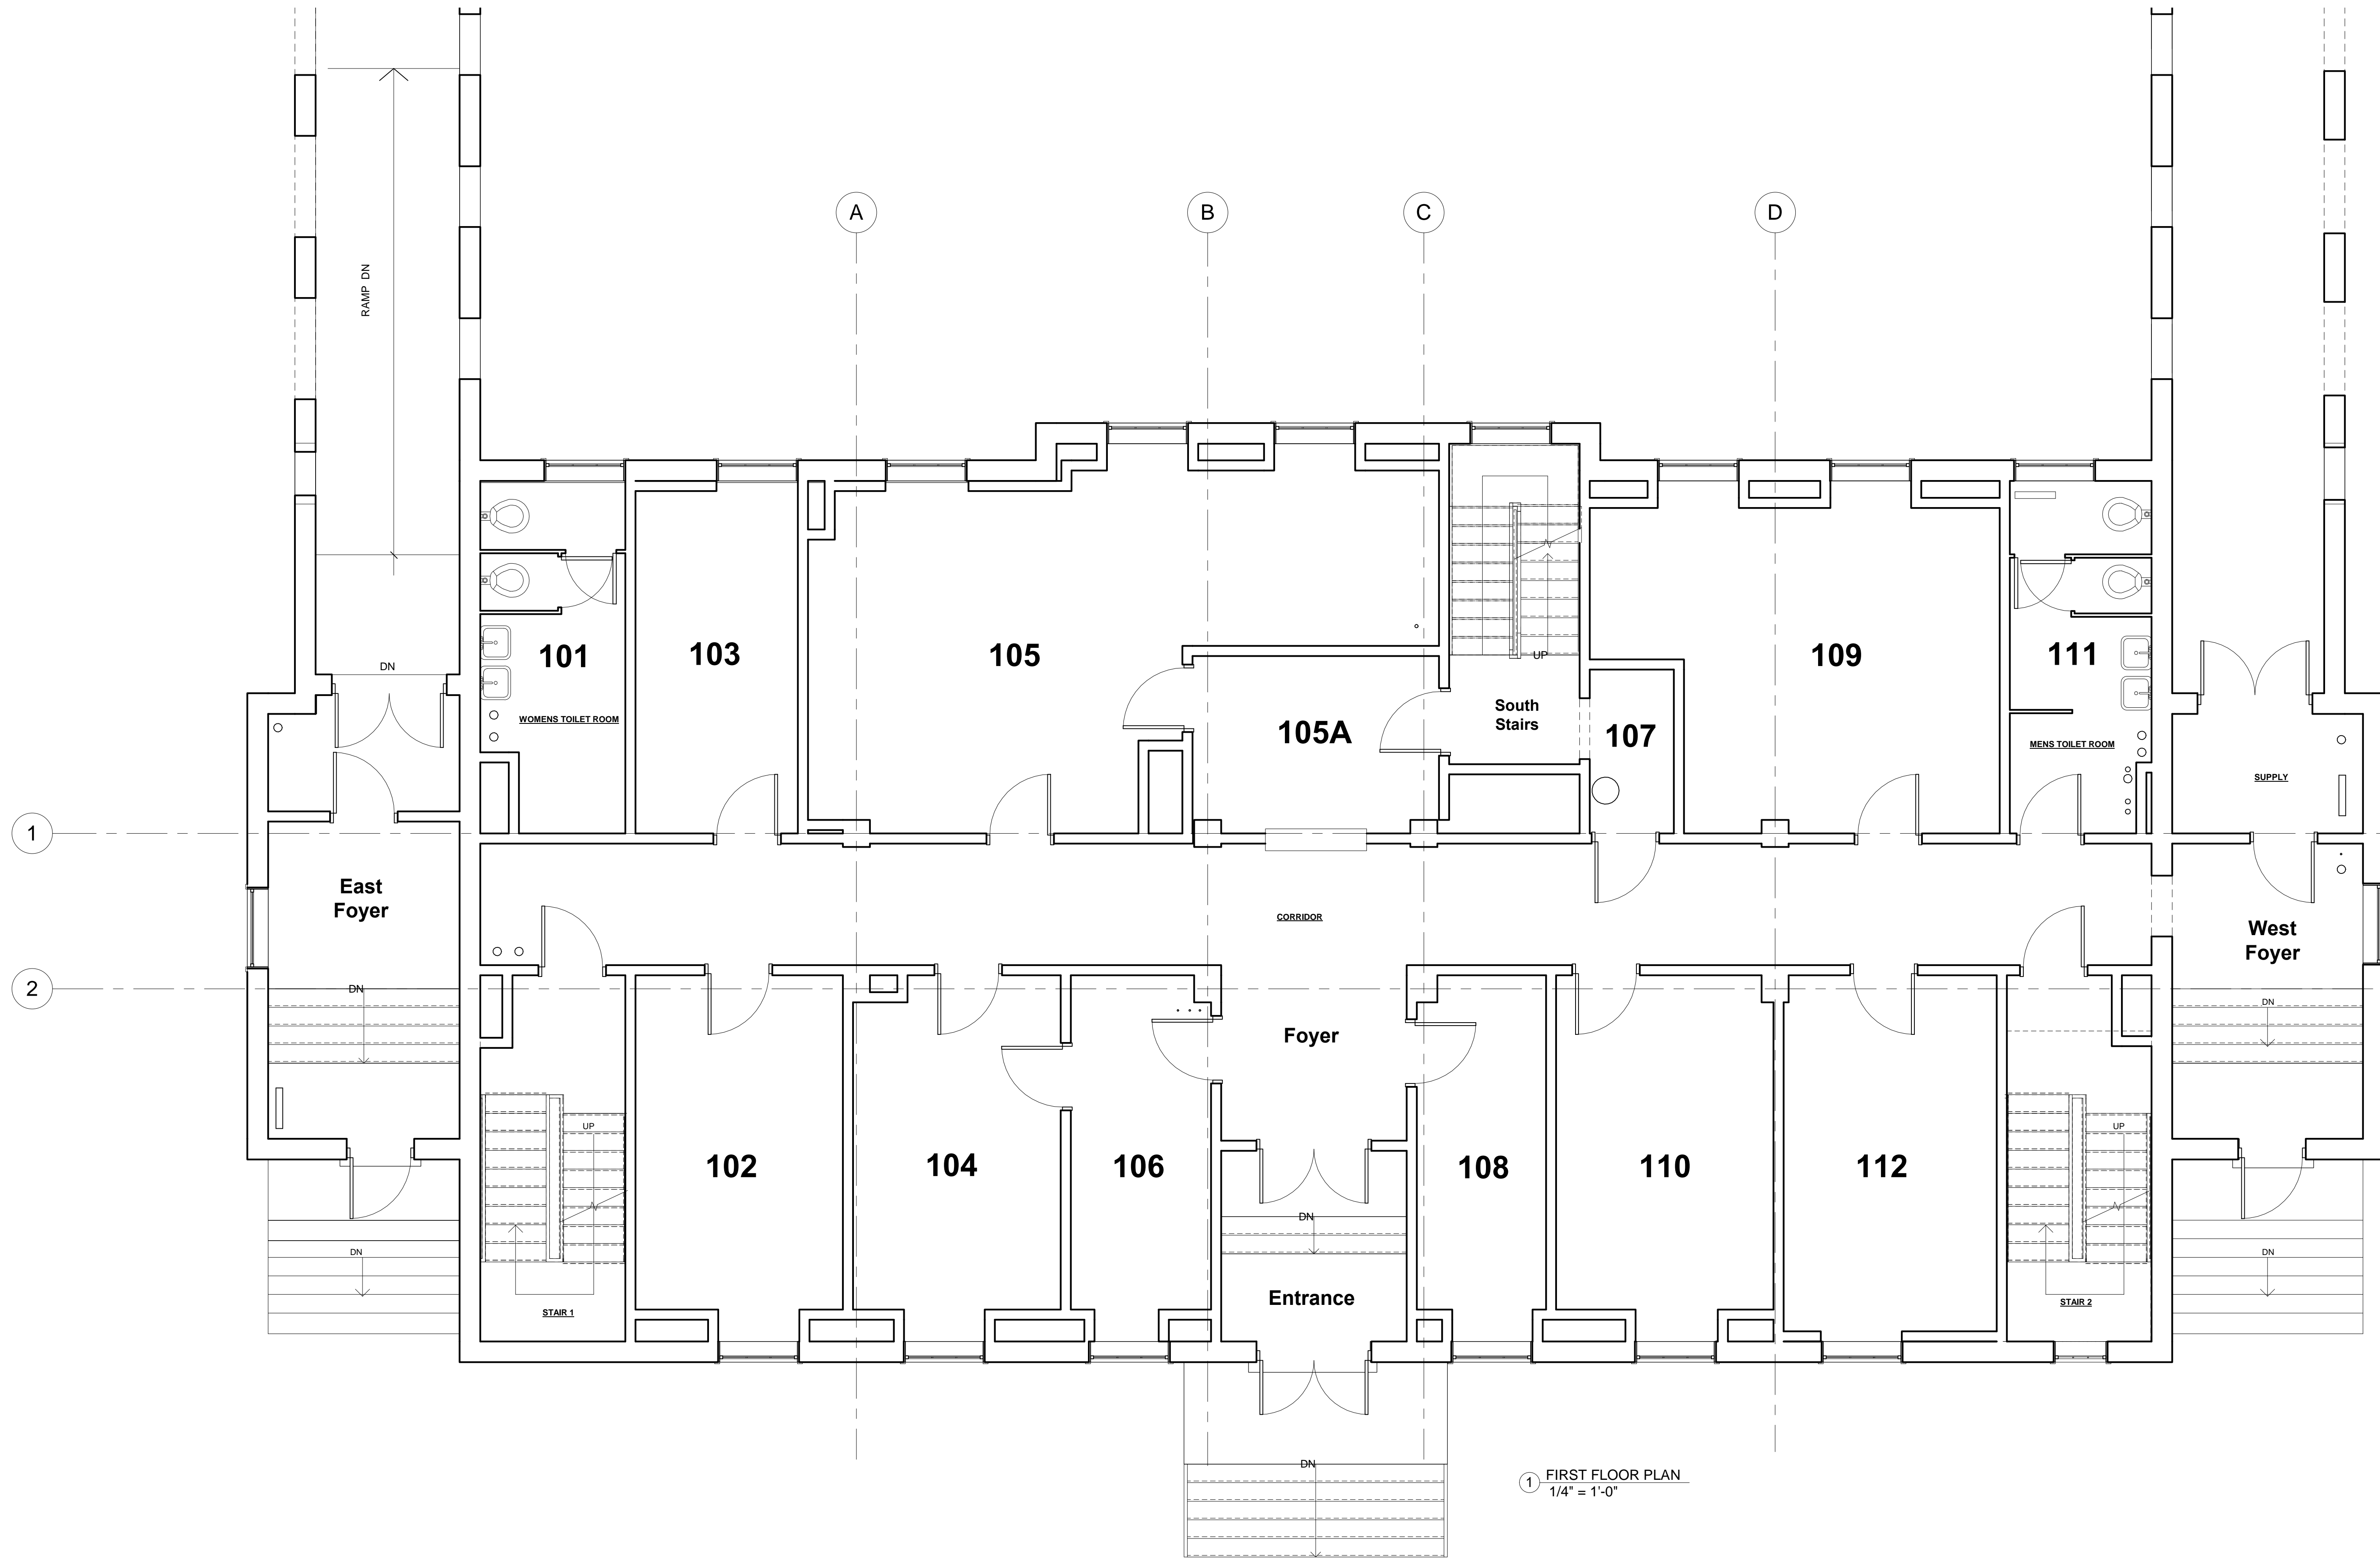 A
B
C
D
RAMP DN
DN
101
103
105
109
111
UP
South
Stairs
WOMENS TOILET ROOM
105A
107
MENS TOILET ROOM
SUPPLY
1
East
Foyer
CORRIDOR
West
Foyer
2
DN
DN
Foyer
UP
UP
102
104
106
108
110
112
DN
DN
DN
Entrance
STAIR 1
STAIR 2
DN
1
FIRST FLOOR PLAN
1/4" = 1'-0"